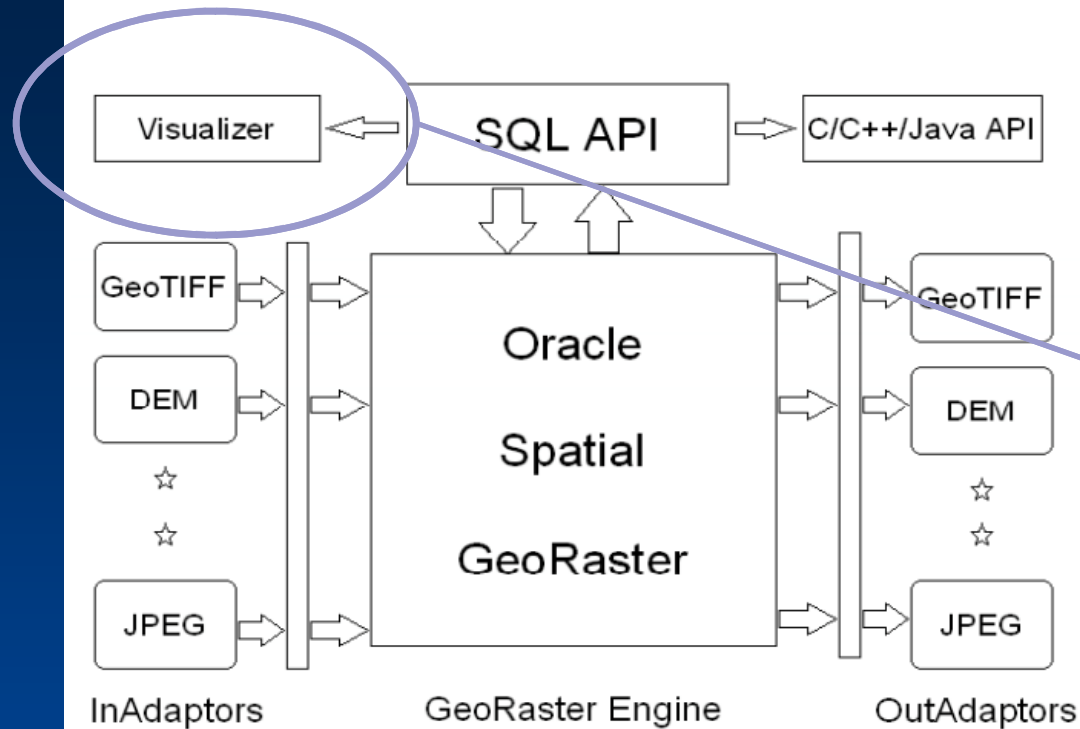 Visualizer
SQL API
C/C++/Java API
GeoTIFF
DEM
JPEG
InAdaptors
Oracle
Spatial
GeoRaster
GeoRaster Engine
GeoTIFF
DEM
JPEG
OutAdaptors